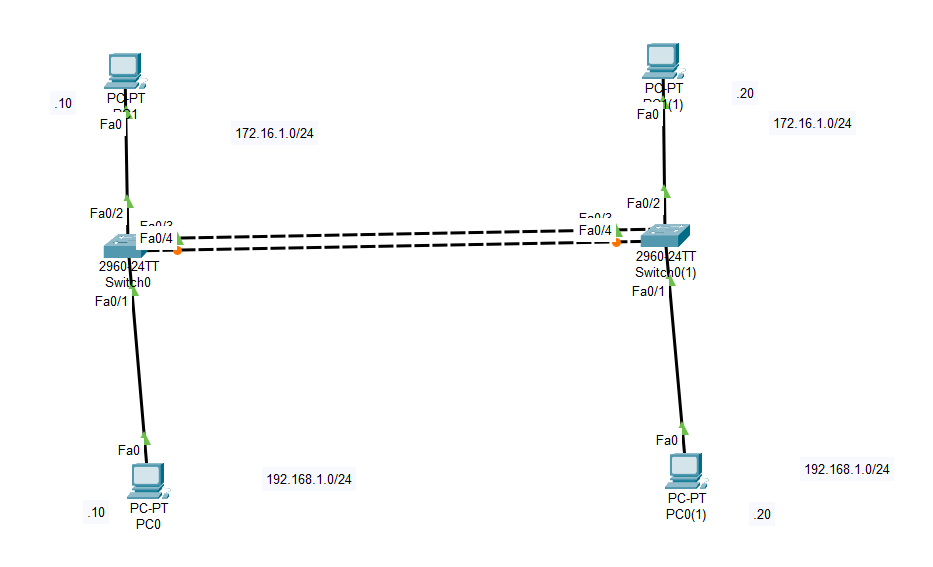 PC-PT
PC1
.10
Fa0
172.16.1.0/24
Fa0/2
Fa0/3
Fa0/4
2960-24TT
Switch0
Fa0/1
Fa0
192.168.1.0/24
.10
PC-PT
PC0
PC-PT
PC1(1)
.20
Fa0
172.16.1.0/24
Fa0/2
Fa0/3
Fa0/4
2960-24TT
Switch0(1)
Fa0/1
Fa0
192.168.1.0/24
PC-PT
PC0(1)
.20